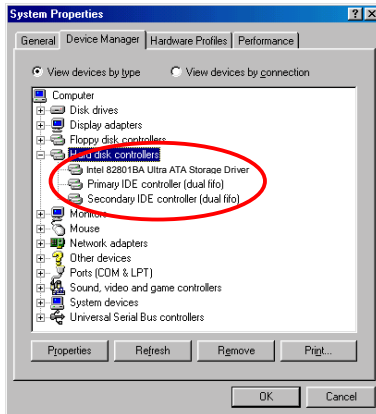 System Properties
General Device Manager Hardware Profiles Performance
View devices by type View devices by connection
Computer
Disk drives
Display adapters
Floppy disk controllers
Hard disk controllers
Intel 82801BA Ultra ATA Storage Driver
Primary IDE controller (dual fifo)
Secondary IDE controller (dual fifo)
Monitors
Mouse
Network adapters
Other devices
Ports (COM & LPT)
Sound, video and game controllers
System devices
Universal Serial Bus controllers
Properties Refresh Remove Print...
OK Cancel